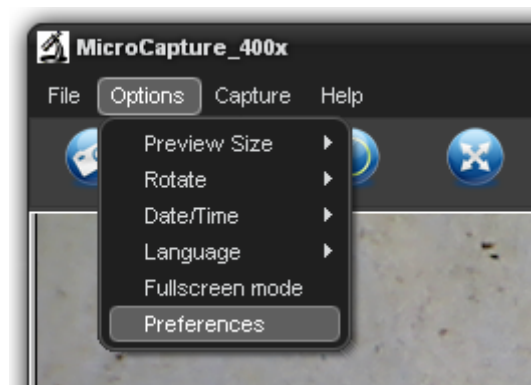 MicroCapture_400x
File Options Capture Help
Preview Size
Rotate
Date/Time
Language
Fullscreen mode
Preferences